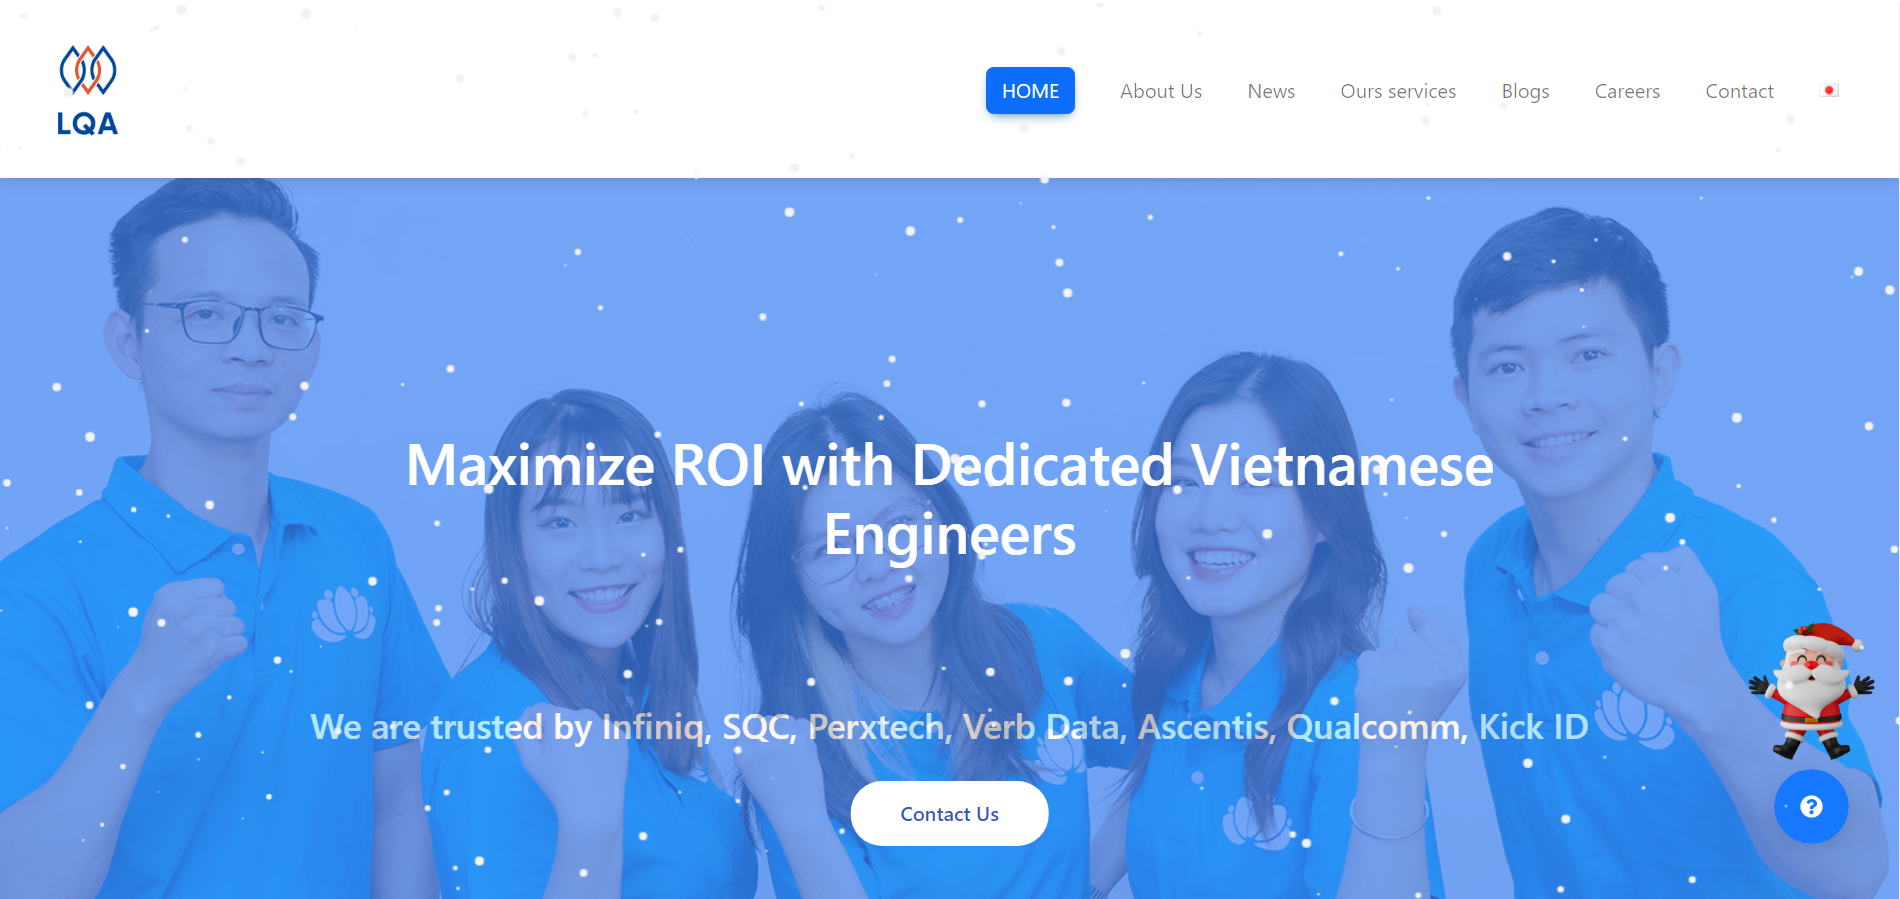 LQA
HOME
About Us
News
Ours services
Blogs
Careers
Contact
Maximize ROI with Dedicated Vietnamese
Engineers
We are trusted by Infiniq, SQC, Perxtech, Verb Data, Ascentis, Qualcomm, Kick ID
Contact Us
?